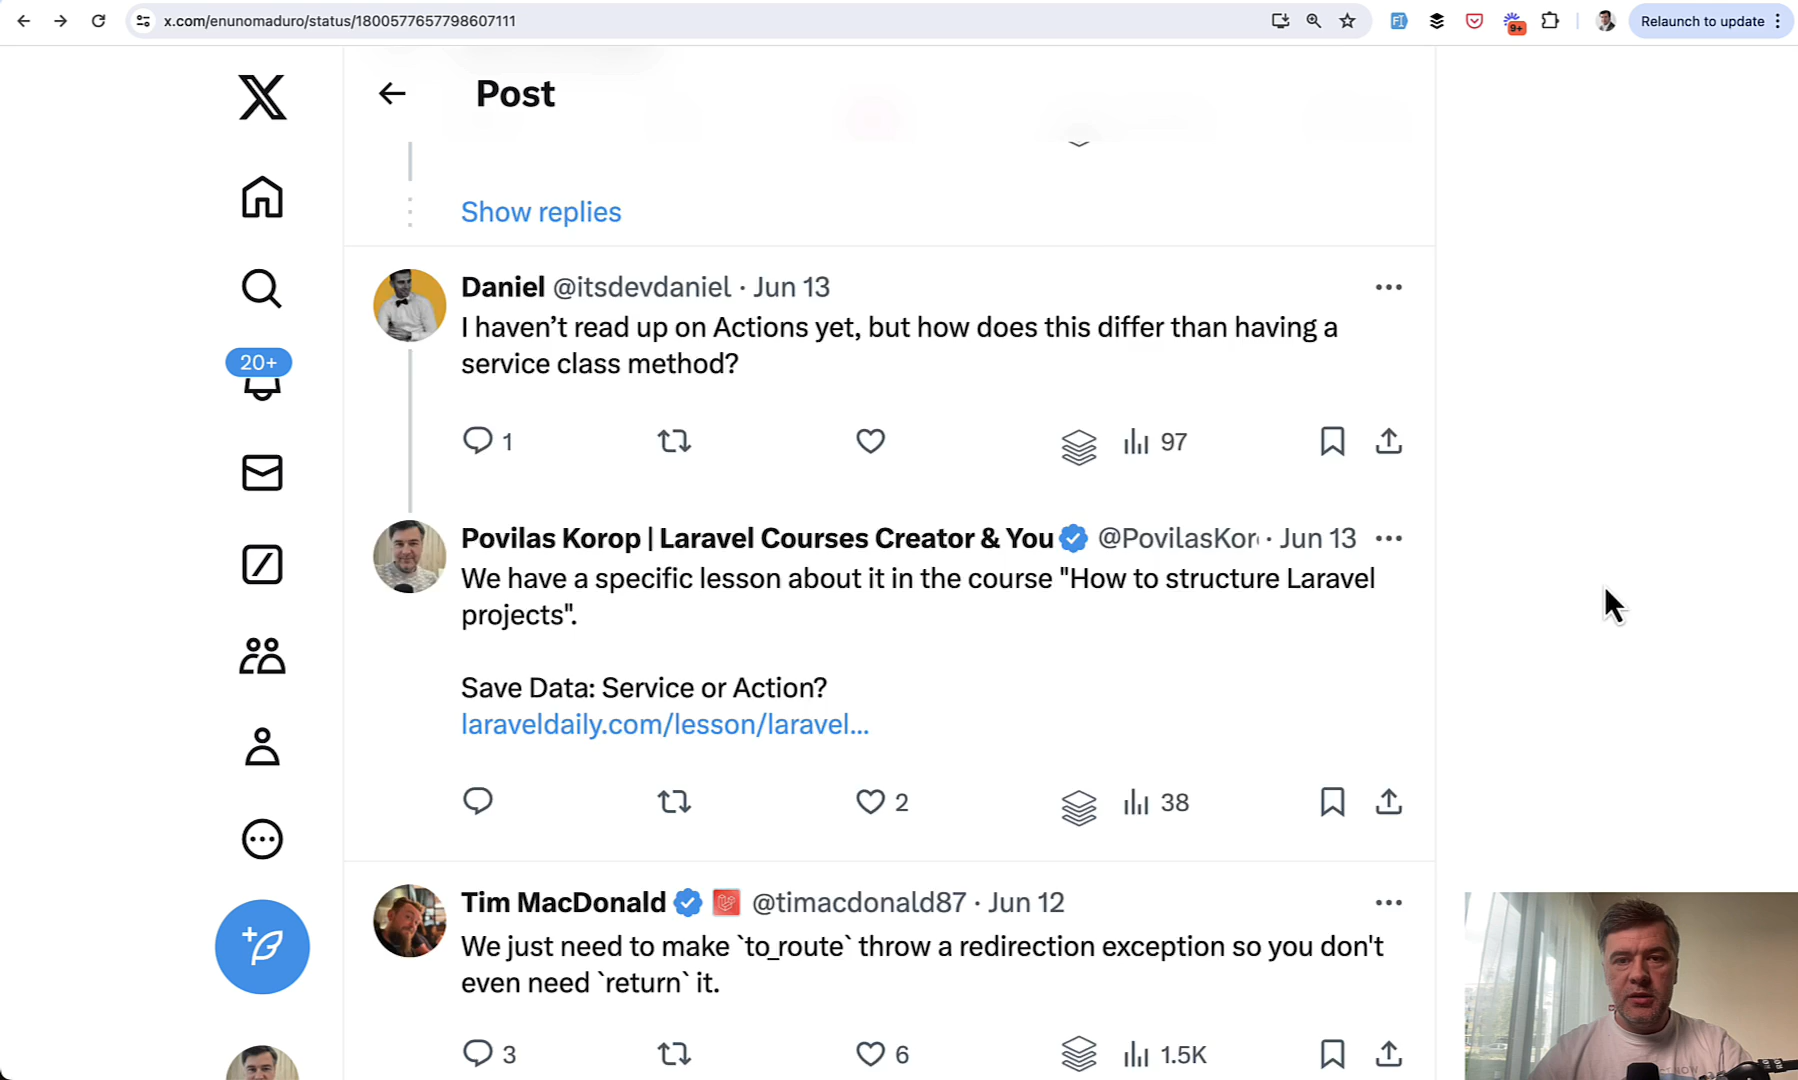 x.com/enunomaduro/status/1800577657798607111
9+
Relaunch to update
Post
Show replies
Daniel @itsdevdaniel · Jun 13
I haven’t read up on Actions yet, but how does this differ than having a
service class method?
20+
1
97
Povilas Korop | Laravel Courses Creator & You @PovilasKor · Jun 13
We have a specific lesson about it in the course "How to structure Laravel
projects".
Save Data: Service or Action?
laraveldaily.com/lesson/laravel...
2
38
Tim MacDonald @timacdonald87 · Jun 12
We just need to make `to_route` throw a redirection exception so you don't
even need `return` it.
3
6
1.5K